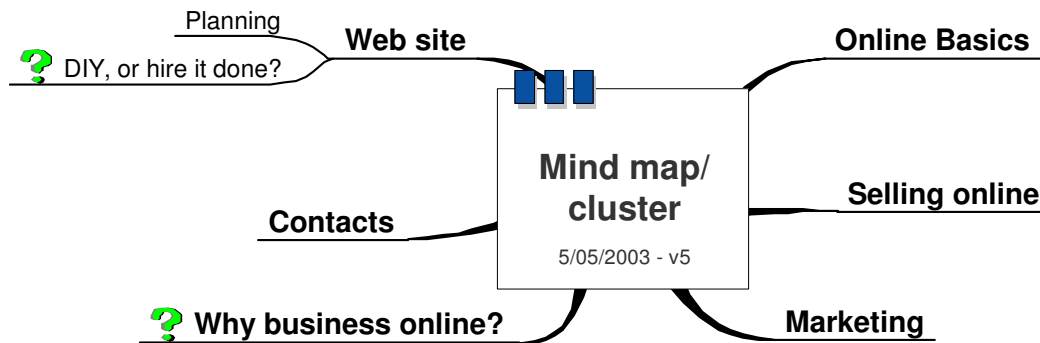 Planning
DIY, or hire it done?
Web site
Online Basics
Mind map/
cluster
5/05/2003 - v5
Selling online
Contacts
Why business online?
Marketing